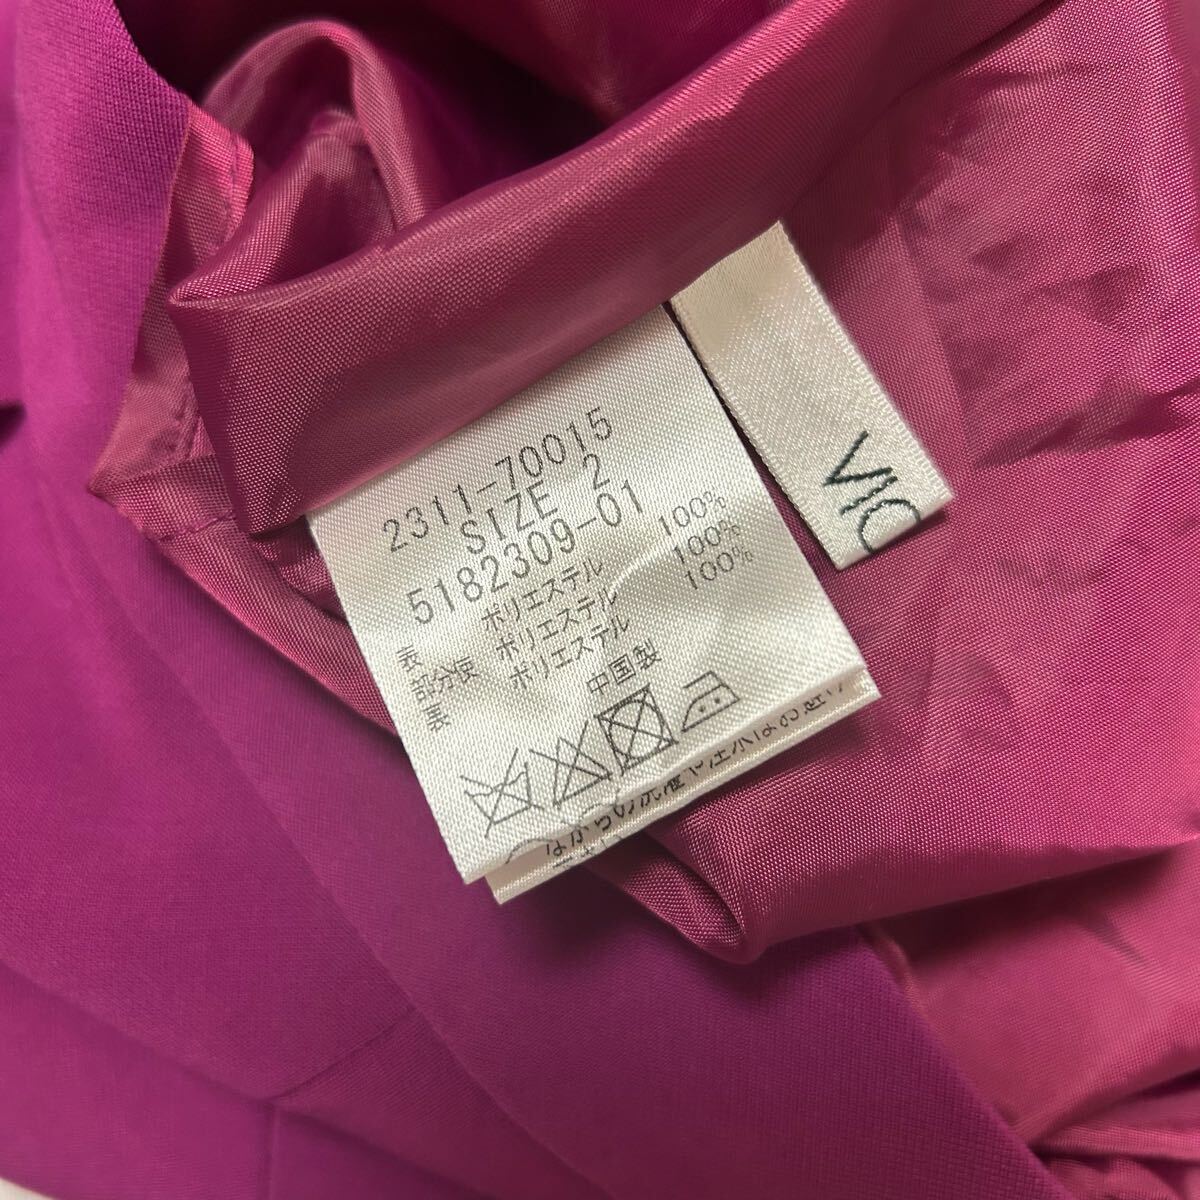 2311-70015
SIZE 2
5182309-01
表 ポリエステル 100%
部分使 ポリエステル 100%
裏 ポリエステル 100%
中国製
VIC